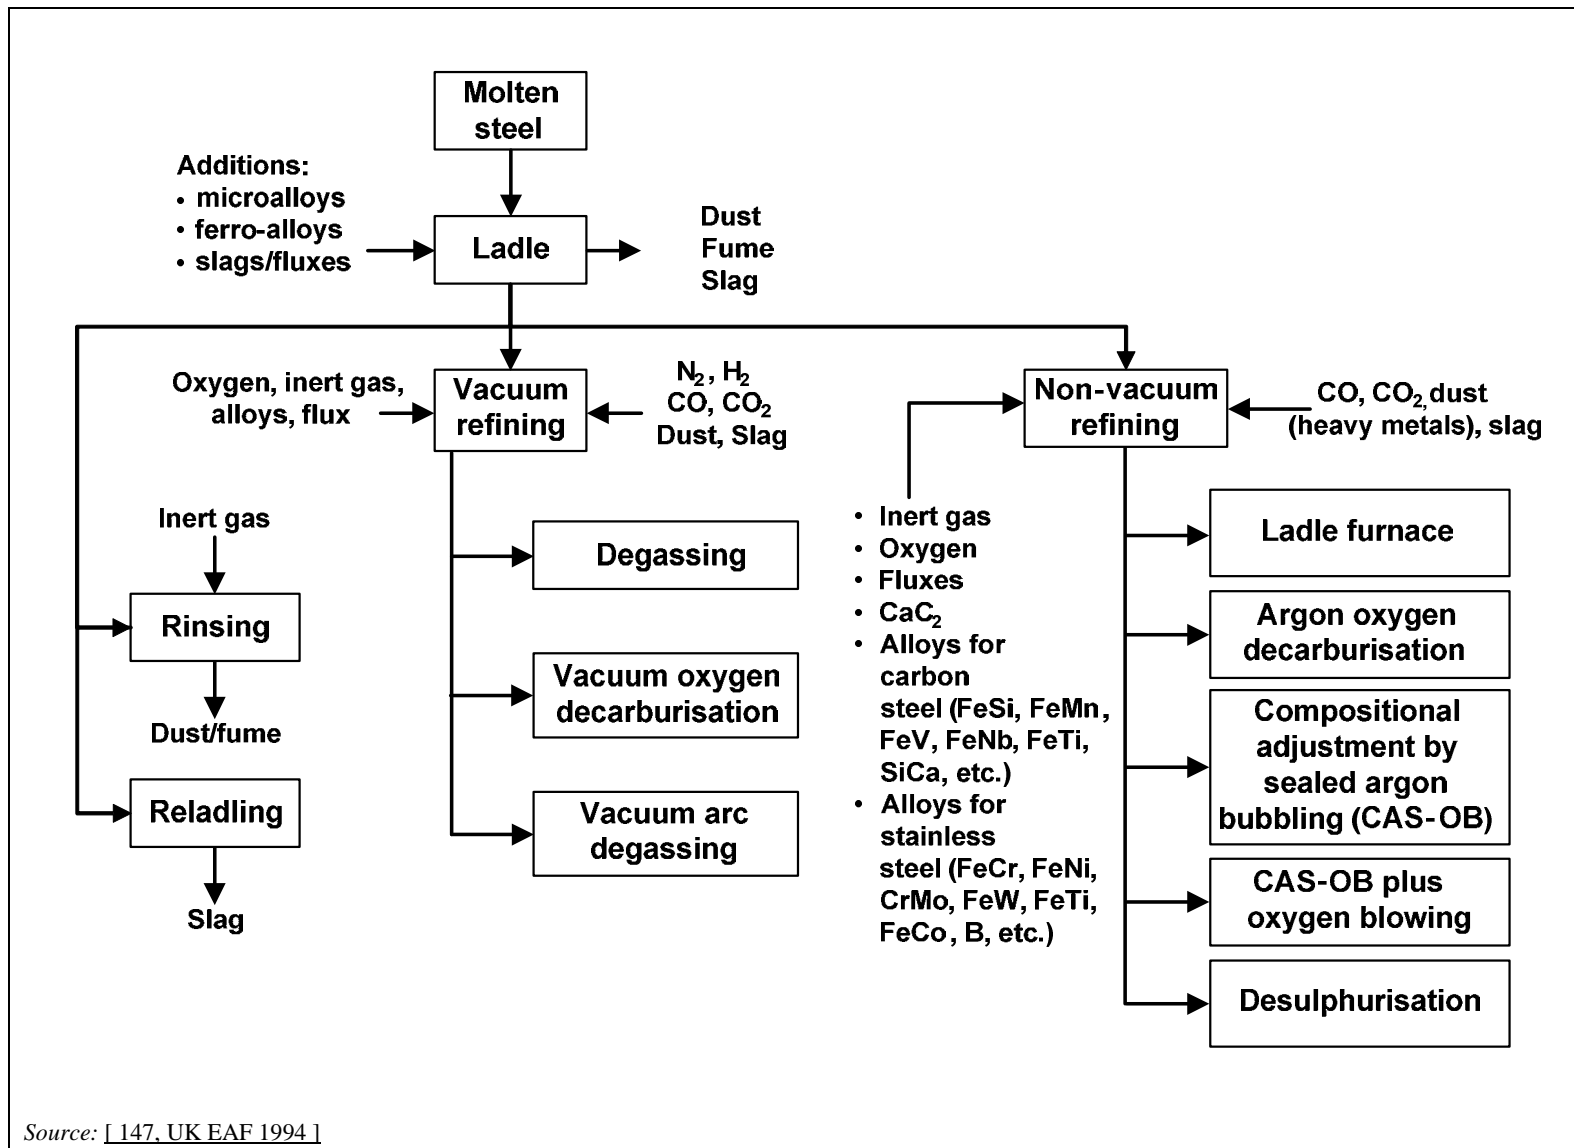 Molten
steel
Additions:
• microalloys
• ferro-alloys
• slags/fluxes
Ladle
Dust
Fume
Slag
Oxygen, inert gas,
alloys, flux
Vacuum
refining
N₂, H₂
CO, CO₂
Dust, Slag
Non-vacuum
refining
CO, CO₂, dust
(heavy metals), slag
Inert gas
Rinsing
Dust/fume
Reladling
Slag
Degassing
Vacuum oxygen
decarburisation
Vacuum arc
degassing
• Inert gas
• Oxygen
• Fluxes
• CaC₂
• Alloys for
carbon
steel (FeSi, FeMn,
FeV, FeNb, FeTi,
SiCa, etc.)
• Alloys for
stainless
steel (FeCr, FeNi,
CrMo, FeW, FeTi,
FeCo, B, etc.)
Ladle furnace
Argon oxygen
decarburisation
Compositional
adjustment by
sealed argon
bubbling (CAS-OB)
CAS-OB plus
oxygen blowing
Desulphurisation
Source: [ 147, UK EAF 1994 ]